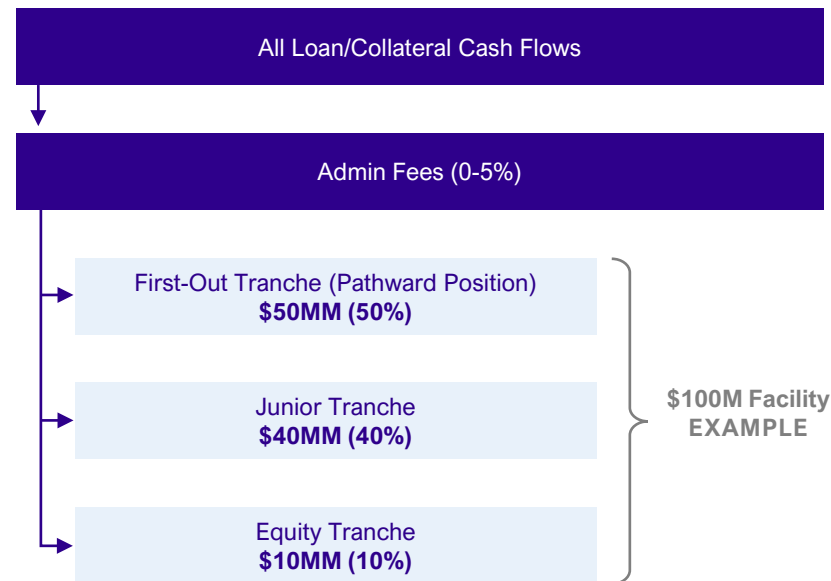 All Loan/Collateral Cash Flows
Admin Fees (0-5%)
First-Out Tranche (Pathward Position)
$50MM (50%)
Junior Tranche
$40MM (40%)
$100M Facility
EXAMPLE
Equity Tranche
$10MM (10%)